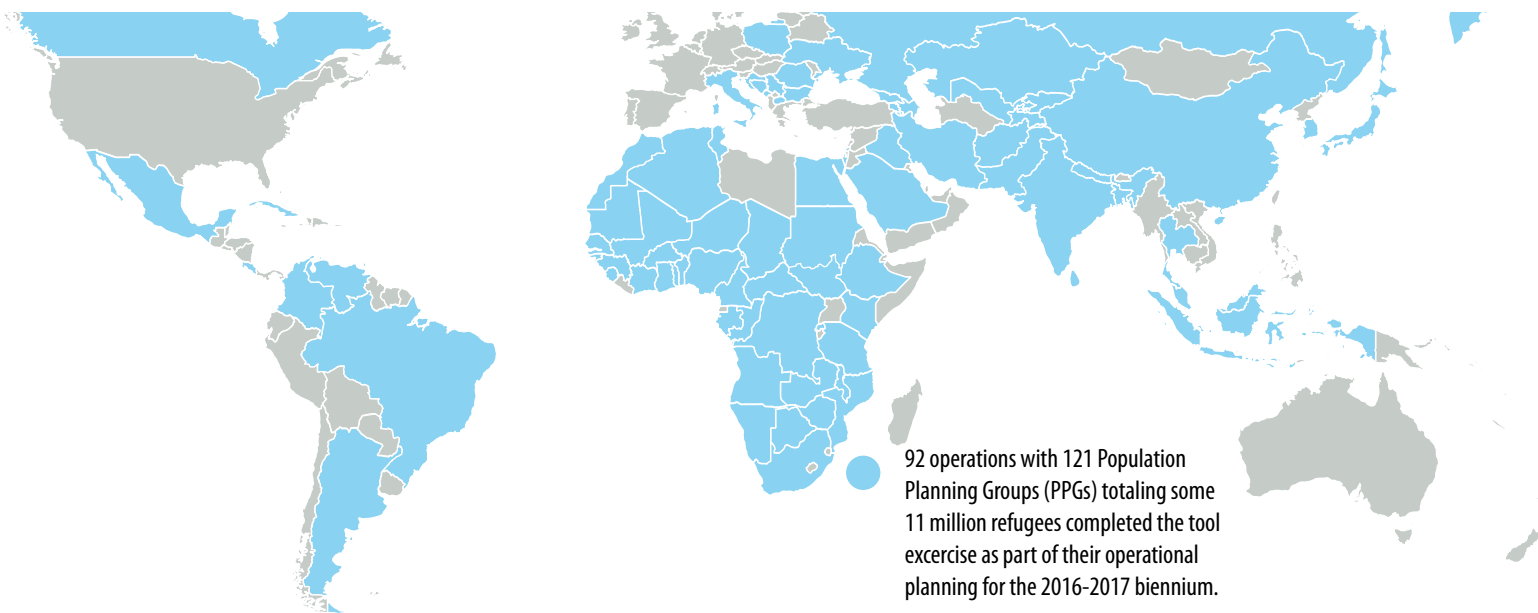 92 operations with 121 Population
Planning Groups (PPGs) totaling some
11 million refugees completed the tool
excercise as part of their operational
planning for the 2016-2017 biennium.